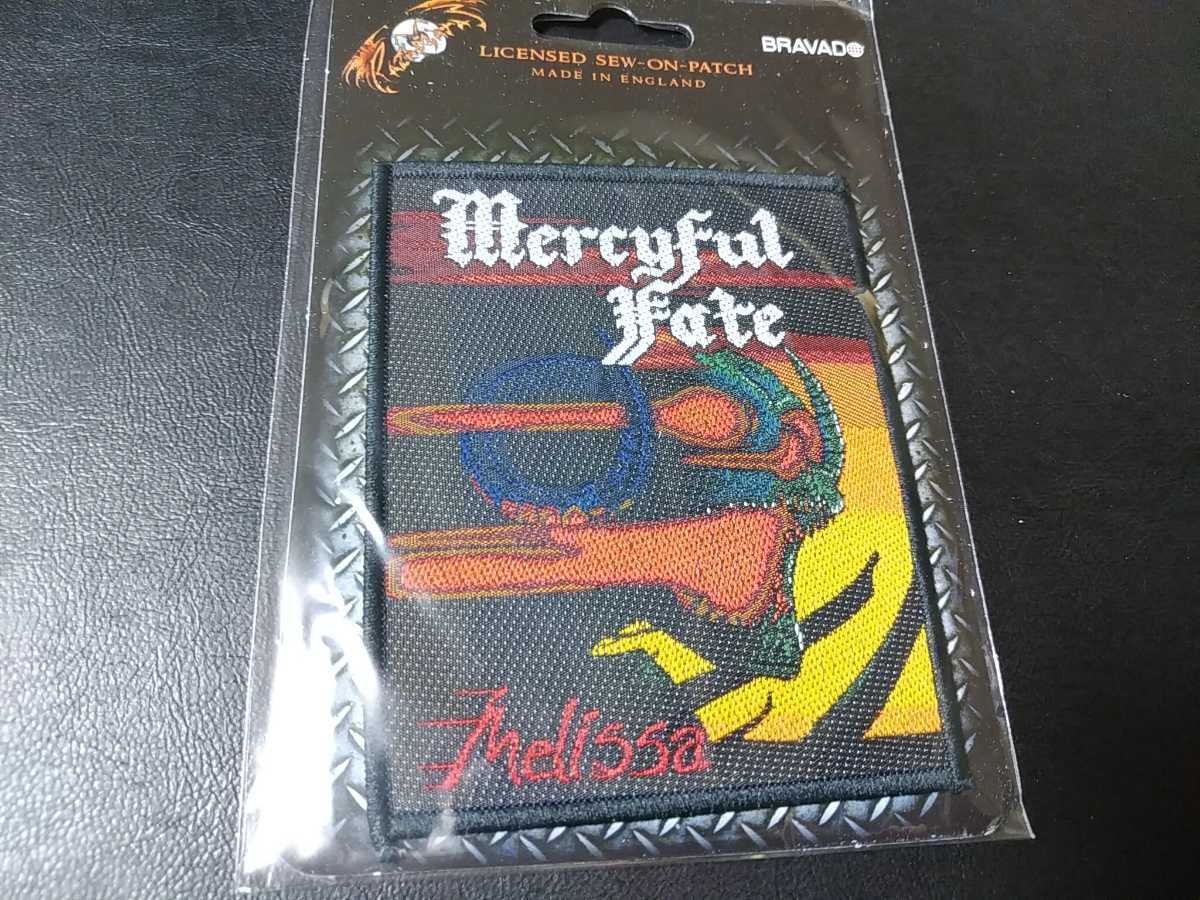 LICENSED SEW-ON-PATCH
MADE IN ENGLAND
BRAVADO
Mercyful
Fate
Melissa